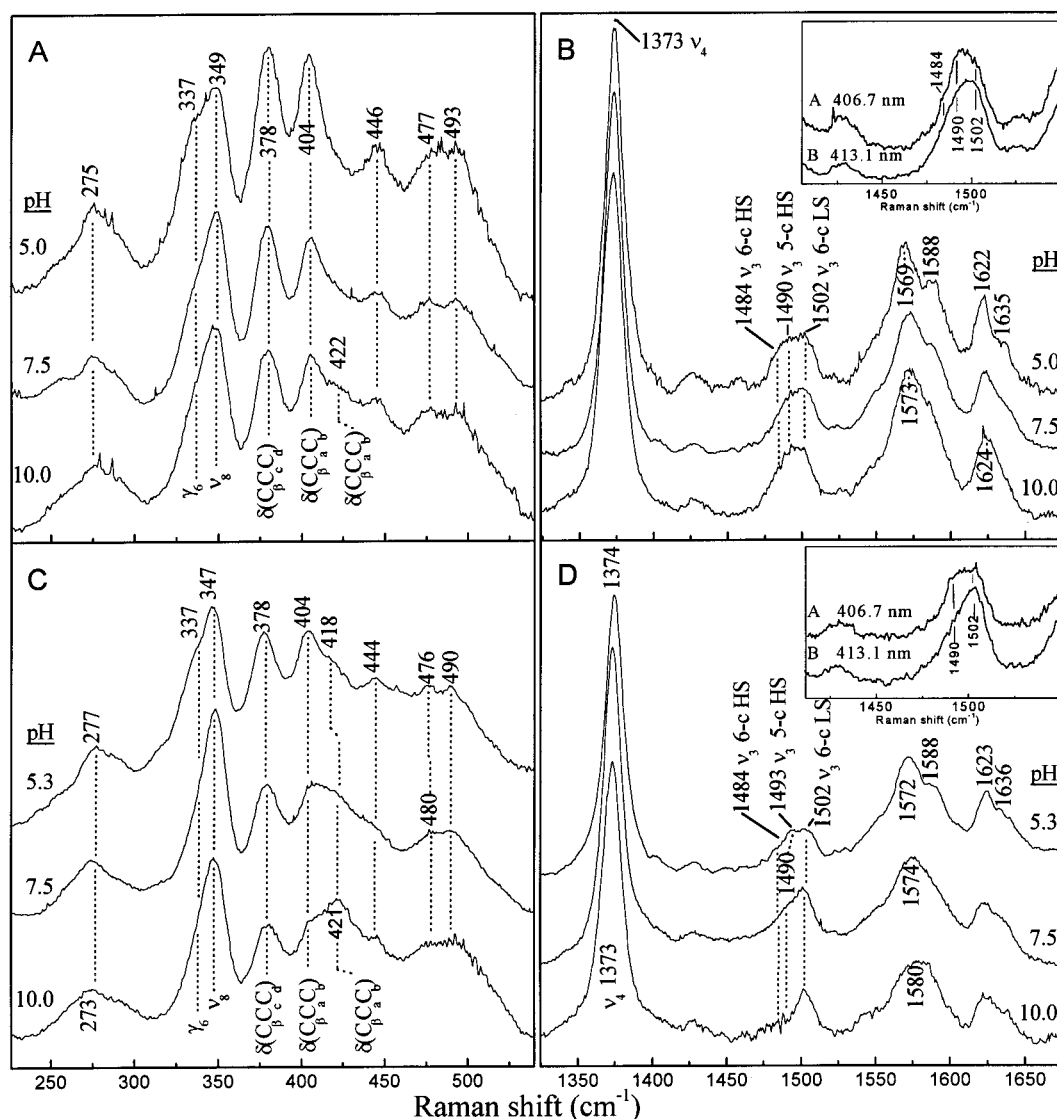 A
337
349
378
404
446
477
493
275
pH
5.0
7.5
10.0
422
γ6
ν8
δ(CβCcCd)
δ(CβCaCb)
δ(CβCaCb)
B
1373 ν4
1484 ν3 6-c HS
1490 ν3 5-c HS
1502 ν3 6-c LS
1569
1588
1622
1635
pH
5.0
7.5
10.0
1573
1624
A 406.7 nm
B 413.1 nm
1484
1490
1502
1450 1500
Raman shift (cm-1)
C
337
347
378
404
418
444
476
490
277
pH
5.3
7.5
10.0
480
421
273
γ6
ν8
δ(CβCcCd)
δ(CβCaCb)
δ(CβCaCb)
225 250 300 350 400 450 500
D
1374
1484 ν3 6-c HS
1493 ν3 5-c HS
1502 ν3 6-c LS
1490
1572
1588
1623
1636
pH
5.3
7.5
10.0
1574
1580
ν4 1373
A 406.7 nm
B 413.1 nm
1490
1502
1450 1500
Raman shift (cm-1)
1350 1400 1450 1500 1550 1600 1650
Raman shift (cm-1)